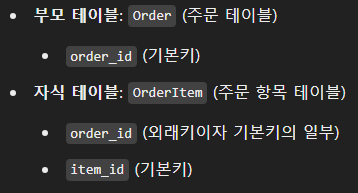 부모 테이블: Order (주문 테이블)
order_id (기본키)
자식 테이블: OrderItem (주문 항목 테이블)
order_id (외래키이자 기본키의 일부)
item_id (기본키)